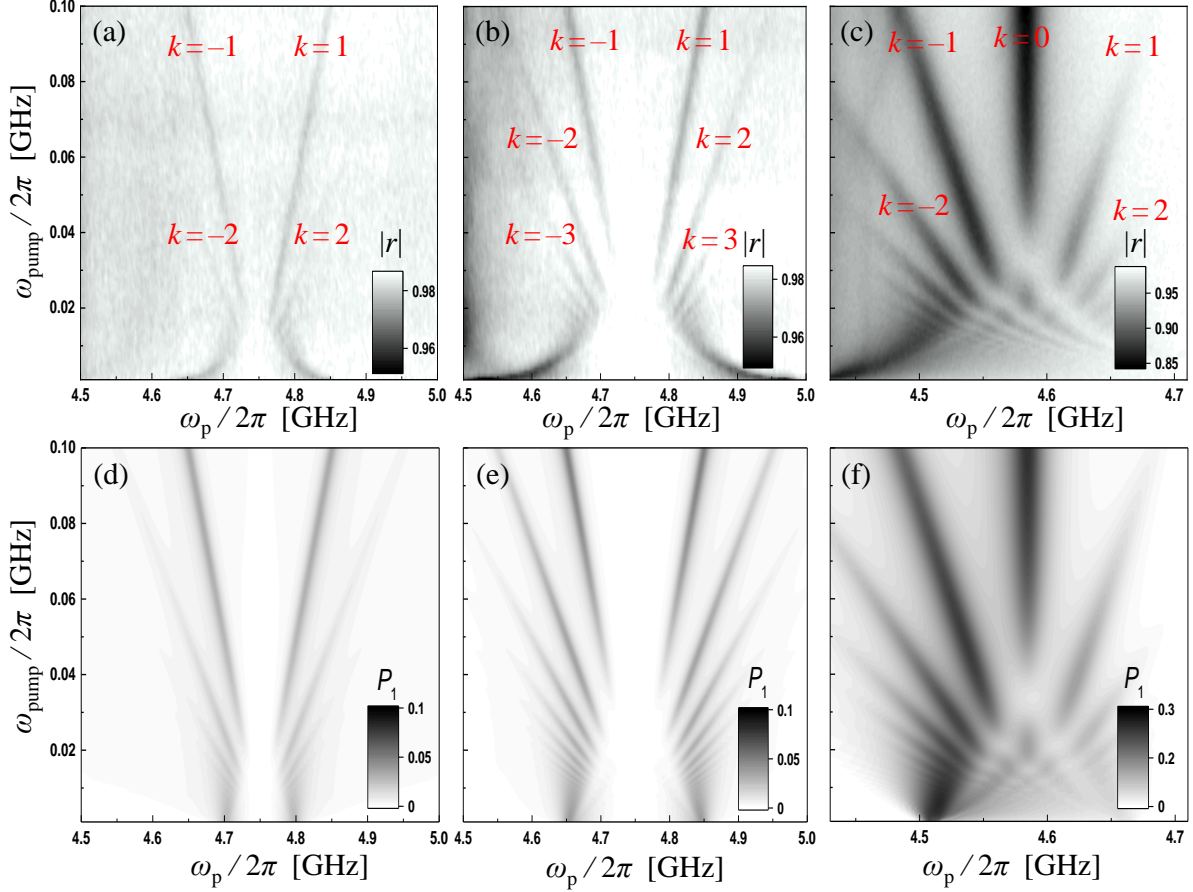 (a)
k=−1
k=1
k=−2
k=2
|r|
0.98
0.96
0.10
0.08
0.06
0.04
0.02
ω_pump / 2π [GHz]
4.5 4.6 4.7 4.8 4.9 5.0
ω_p / 2π [GHz]
(b)
k=−1
k=1
k=−2
k=2
k=−3
k=3
|r|
0.98
0.96
4.5 4.6 4.7 4.8 4.9 5.0
ω_p / 2π [GHz]
(c)
k=−1
k=0
k=1
k=−2
k=2
|r|
0.95
0.90
0.85
4.5 4.6 4.7
ω_p / 2π [GHz]
(d)
P_1
0.1
0.05
0
0.10
0.08
0.06
0.04
0.02
ω_pump / 2π [GHz]
4.5 4.6 4.7 4.8 4.9 5.0
ω_p / 2π [GHz]
(e)
P_1
0.1
0.05
0
4.5 4.6 4.7 4.8 4.9 5.0
ω_p / 2π [GHz]
(f)
P_1
0.3
0.2
0
4.5 4.6 4.7
ω_p / 2π [GHz]